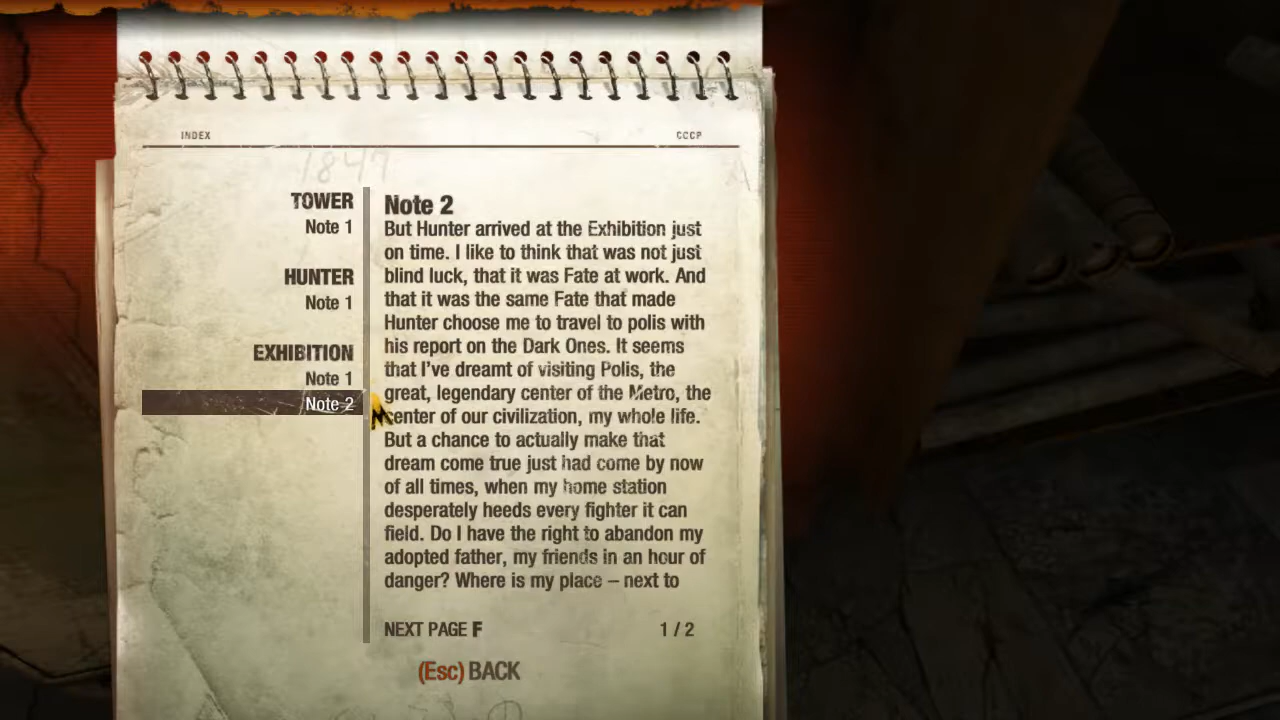 INDEX
CCCP
1847
TOWER
Note 1
HUNTER
Note 1
EXHIBITION
Note 1
Note 2
Note 2
But Hunter arrived at the Exhibition just
on time. I like to think that was not just
blind luck, that it was Fate at work. And
that it was the same Fate that made
Hunter choose me to travel to polis with
his report on the Dark Ones. It seems
that I've dreamt of visiting Polis, the
great, legendary center of the Metro, the
center of our civilization, my whole life.
But a chance to actually make that
dream come true just had come by now
of all times, when my home station
desperately heeds every fighter it can
field. Do I have the right to abandon my
adopted father, my friends in an hour of
danger? Where is my place – next to
NEXT PAGE F
1 / 2
(Esc) BACK